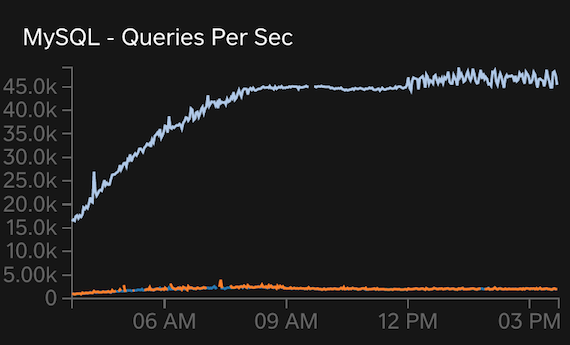 MySQL - Queries Per Sec
45.0k
40.0k
35.0k
30.0k
25.0k
20.0k
15.0k
10.0k
5.00k
0
06 AM 09 AM 12 PM 03 PM